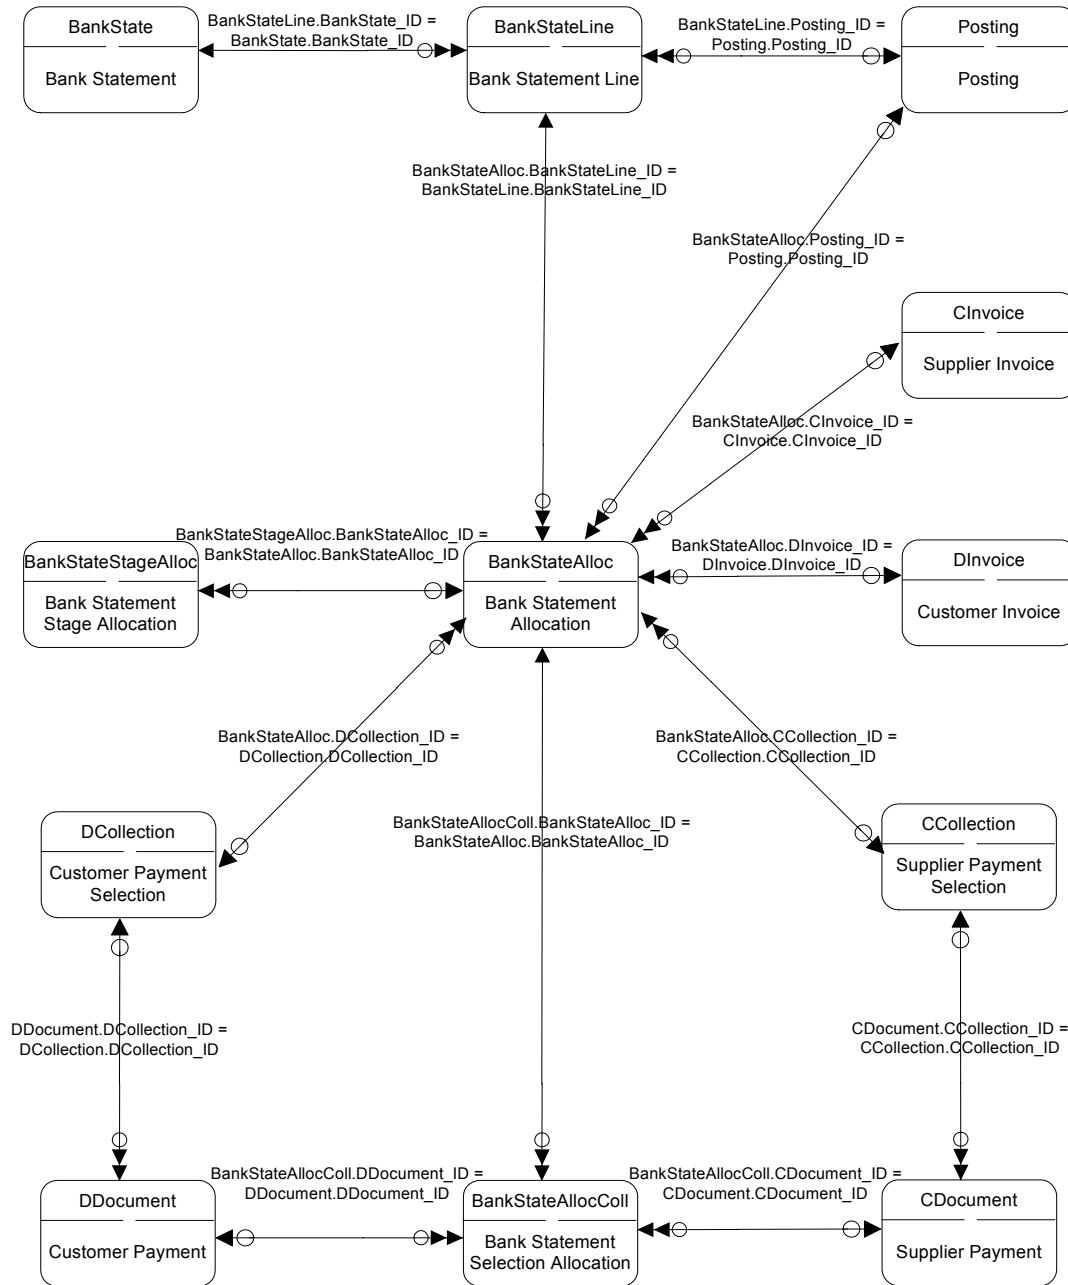 BankState
Bank Statement
BankStateLine.BankState_ID =
BankState.BankState_ID
BankStateLine
Bank Statement Line
BankStateLine.Posting_ID =
Posting.Posting_ID
Posting
Posting
BankStateAlloc.BankStateLine_ID =
BankStateLine.BankStateLine_ID
BankStateAlloc.Posting_ID =
Posting.Posting_ID
CInvoice
Supplier Invoice
BankStateAlloc.CInvoice_ID =
CInvoice.CInvoice_ID
BankStateStageAlloc
Bank Statement
Stage Allocation
BankStateStageAlloc.BankStateAlloc_ID =
BankStateAlloc.BankStateAlloc_ID
BankStateAlloc
Bank Statement
Allocation
BankStateAlloc.DInvoice_ID =
DInvoice.DInvoice_ID
DInvoice
Customer Invoice
BankStateAlloc.DCollection_ID =
DCollection.DCollection_ID
BankStateAlloc.CCollection_ID =
CCollection.CCollection_ID
DCollection
Customer Payment
Selection
BankStateAllocColl.BankStateAlloc_ID =
BankStateAlloc.BankStateAlloc_ID
CCollection
Supplier Payment
Selection
DDocument.DCollection_ID =
DCollection.DCollection_ID
CDocument.CCollection_ID =
CCollection.CCollection_ID
DDocument
Customer Payment
BankStateAllocColl.DDocument_ID =
DDocument.DDocument_ID
BankStateAllocColl
Bank Statement
Selection Allocation
BankStateAllocColl.CDocument_ID =
CDocument.CDocument_ID
CDocument
Supplier Payment